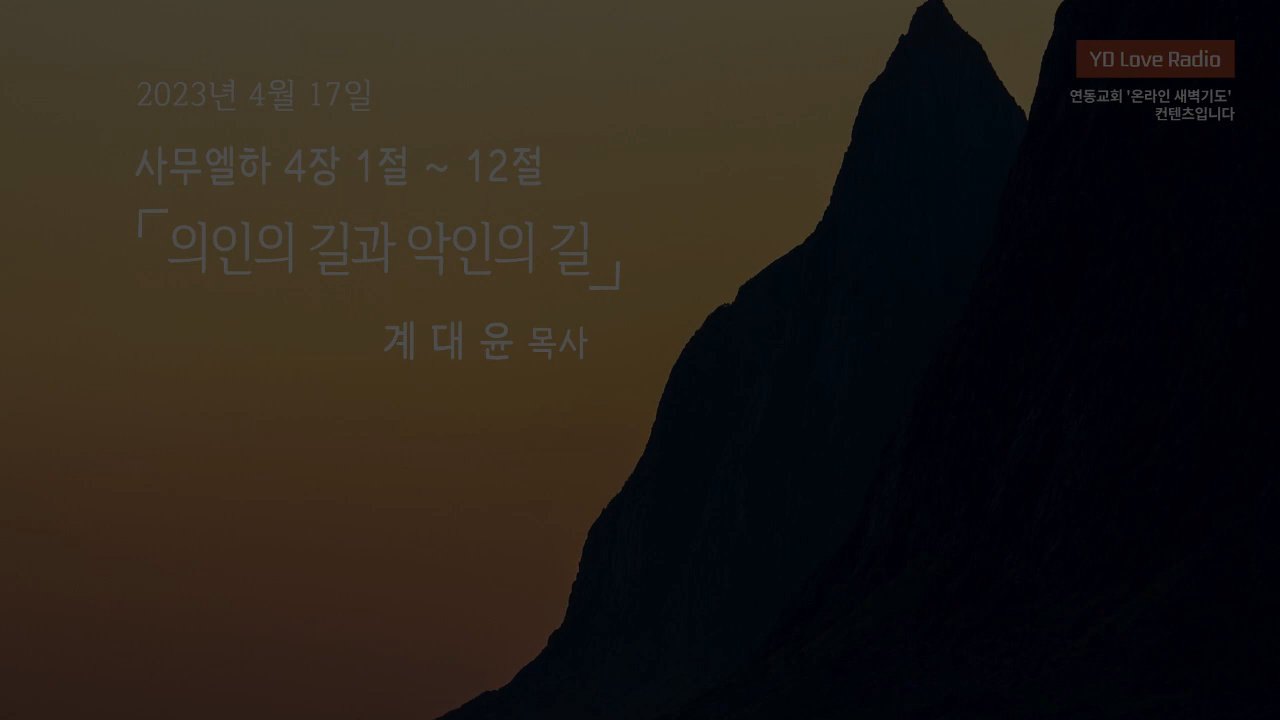 2023년 4월 17일
사무엘하 4장 1절 ~ 12절
「의인의 길과 악인의 길」
계 대 윤 목사
YD Love Radio
연동교회 '온라인 새벽기도'
컨텐츠입니다